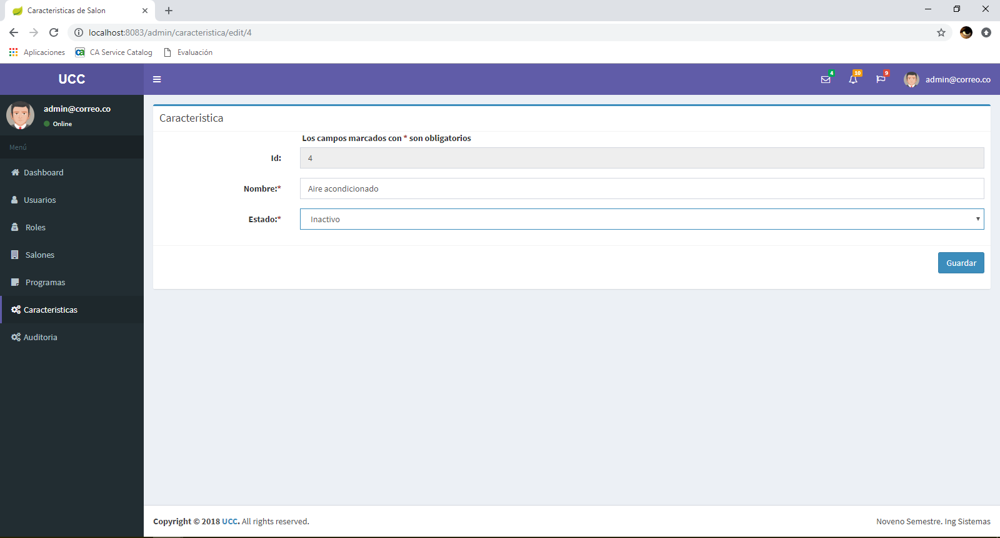 Caracteristicas de Salon
localhost:8083/admin/caracteristica/edit/4
Aplicaciones
ca CA Service Catalog
Evaluación
UCC
4
10
9
admin@correo.co
admin@correo.co
Online
Menú
Dashboard
Usuarios
Roles
Salones
Programas
Caracteristicas
Auditoria
Caracteristica
Los campos marcados con * son obligatorios
Id: 4
Nombre:* Aire acondicionado
Estado:* Inactivo
Guardar
Copyright © 2018 UCC. All rights reserved.
Noveno Semestre. Ing Sistemas